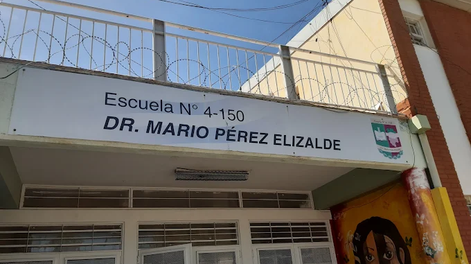 Escuela N° 4-150
DR. MARIO PÉREZ ELIZALDE